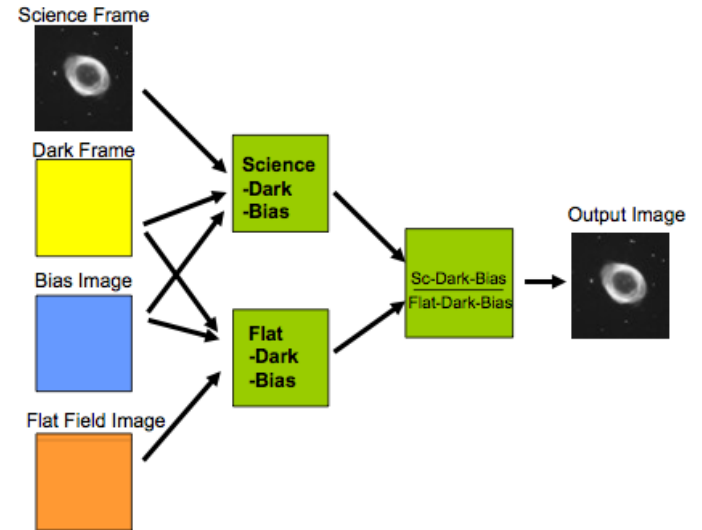 Science Frame
Dark Frame
Bias Image
Flat Field Image
Science
-Dark
-Bias
Flat
-Dark
-Bias
Sc-Dark-Bias
Flat-Dark-Bias
Output Image